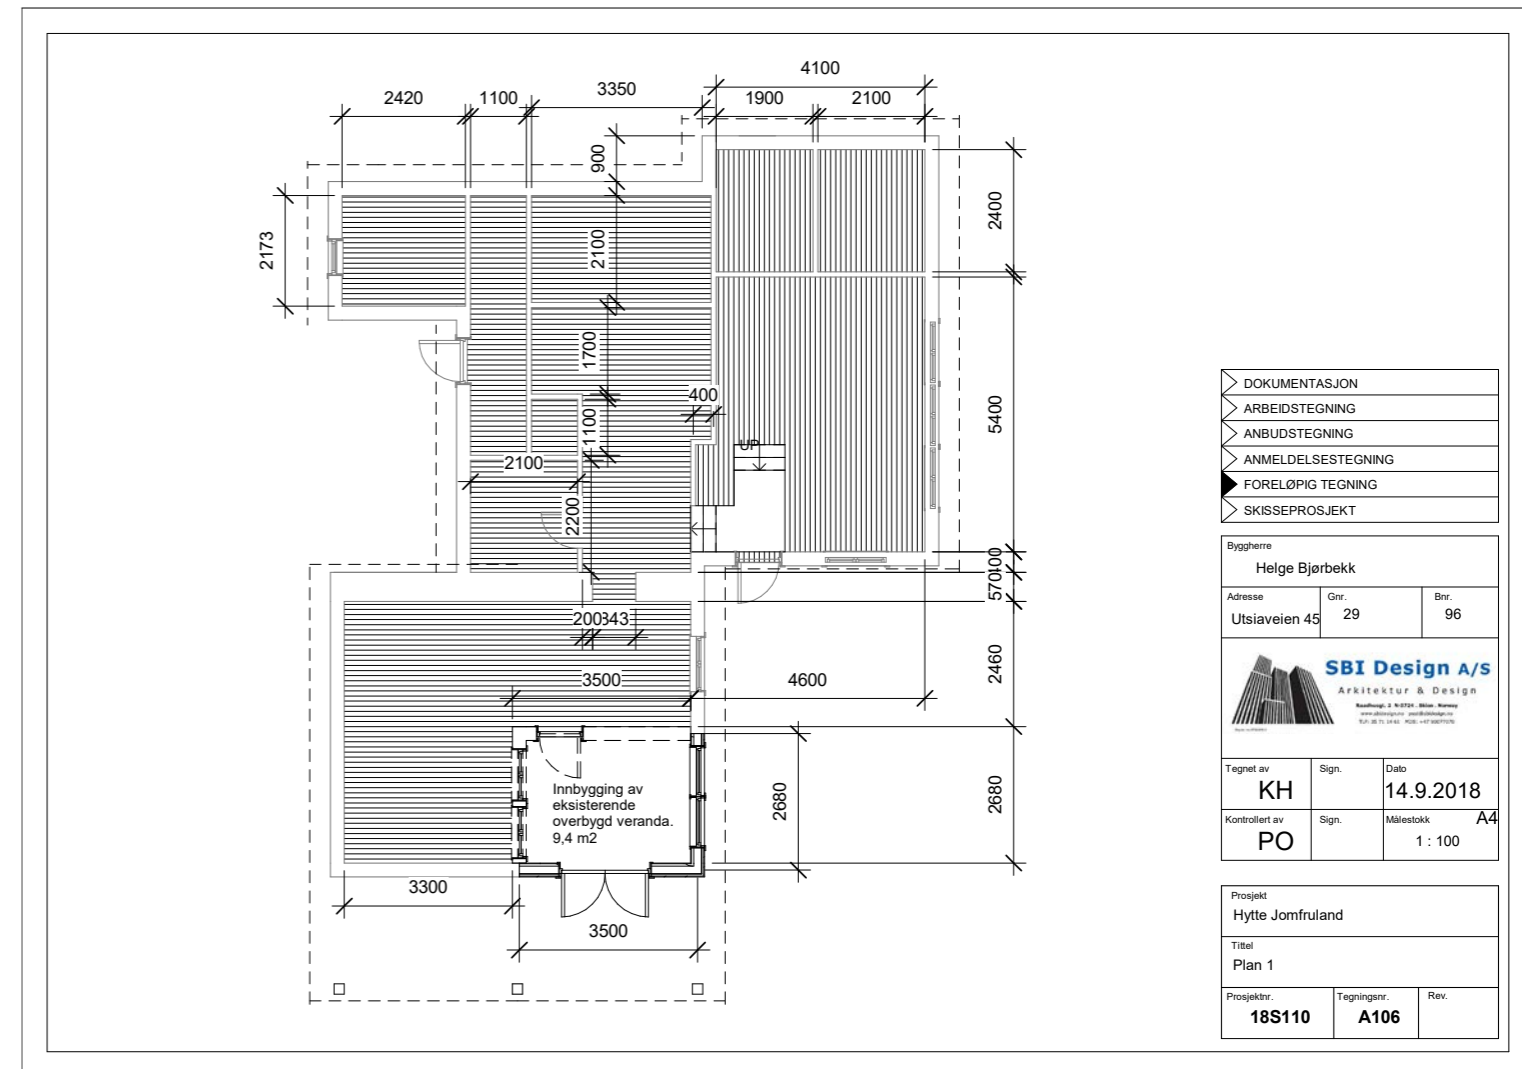 4100
3350
2420
1100
1900
2100
900
2400
2173
2100
1700
400
5400
1100
UP
2100
2200
400
570
200
843
2460
3500
4600
Innbygging av
eksisterende
overbygd veranda.
9,4 m2
2680
2680
3300
3500
DOKUMENTASJON
ARBEIDSTEGNING
ANBUDSTEGNING
ANMELDELSESTEGNING
FORELØPIG TEGNING
SKISSEPROSJEKT
Byggherre
Helge Bjørbekk
Adresse Gnr. Bnr.
Utsiaveien 45 29 96
SBI Design A/S
Arkitektur & Design
Tegnet av Sign. Dato
KH 14.9.2018
Kontrollert av Sign. Målestokk A4
PO 1 : 100
Prosjekt
Hytte Jomfruland
Tittel
Plan 1
Prosjektnr. Tegningsnr. Rev.
18S110 A106